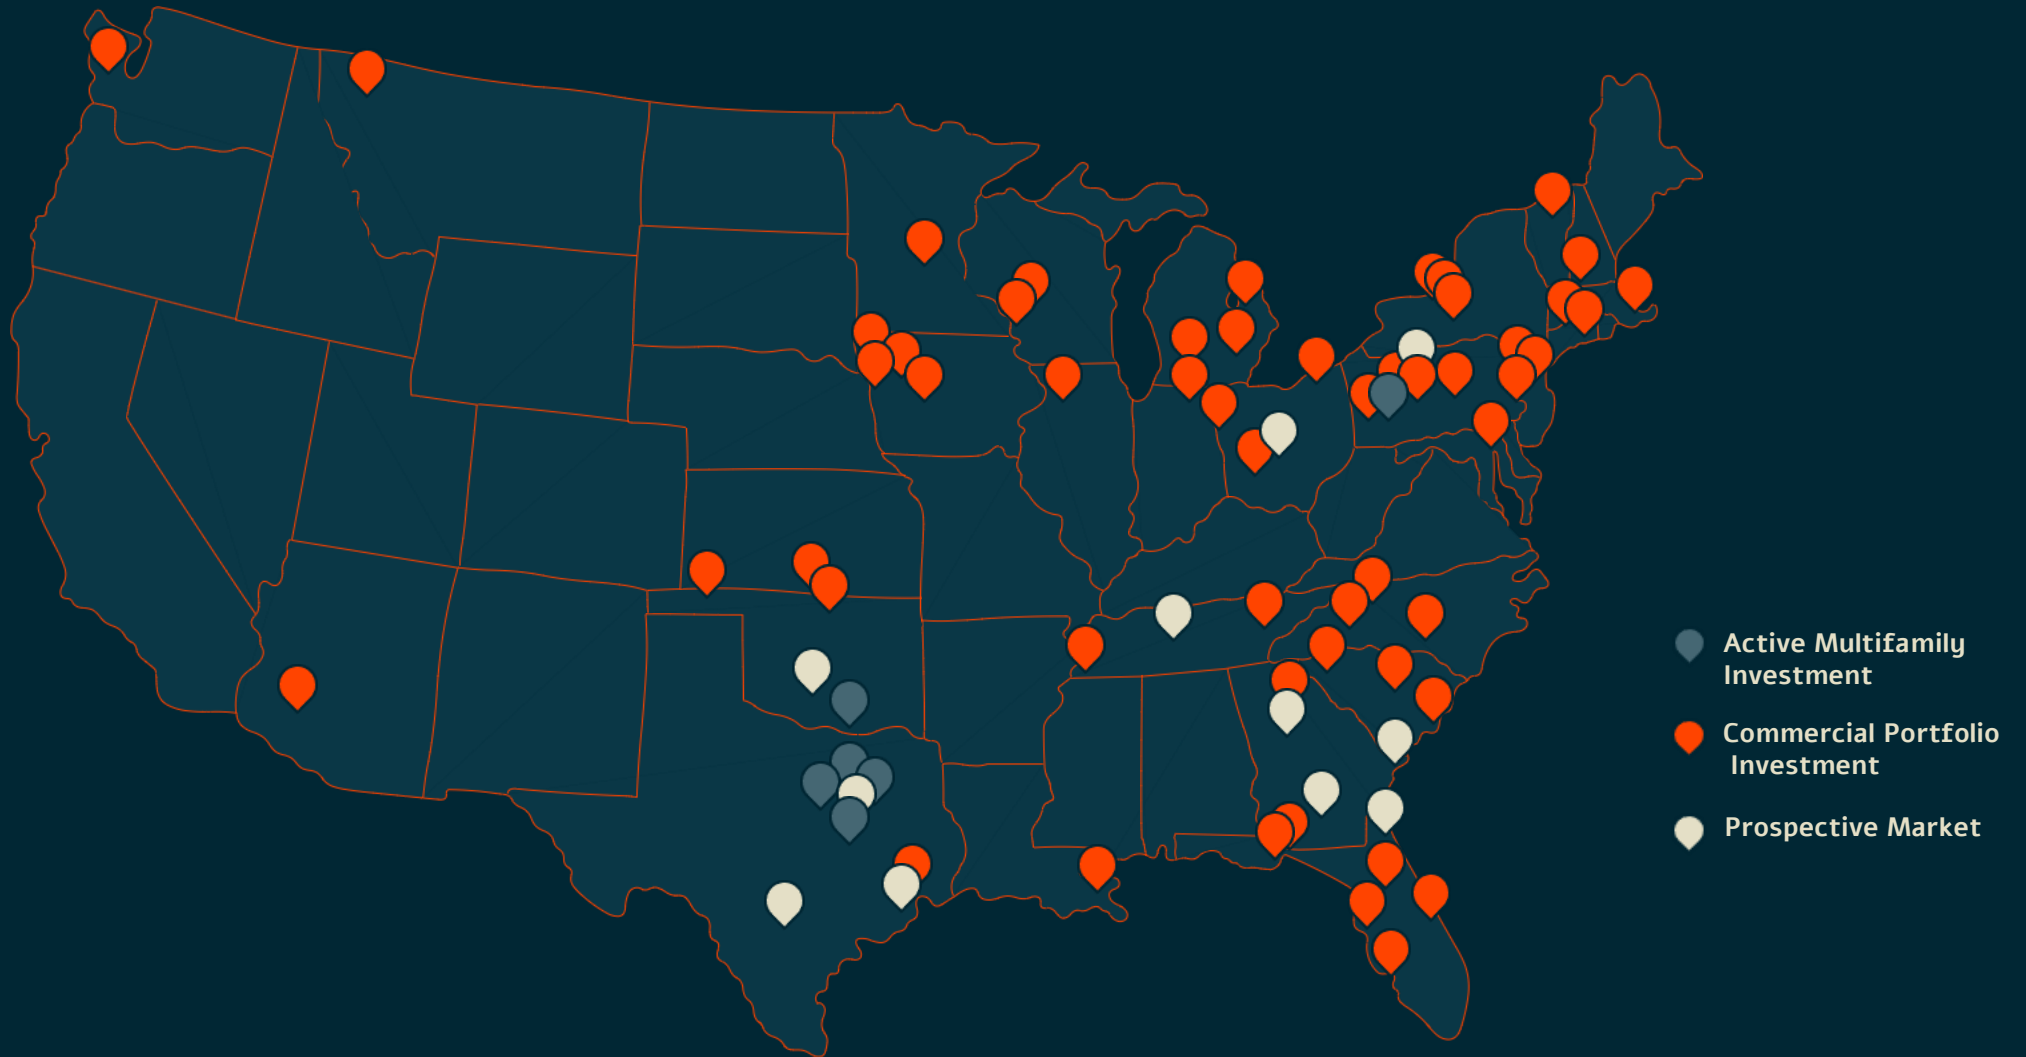 Active Multifamily
Investment
Commercial Portfolio
Investment
Prospective Market